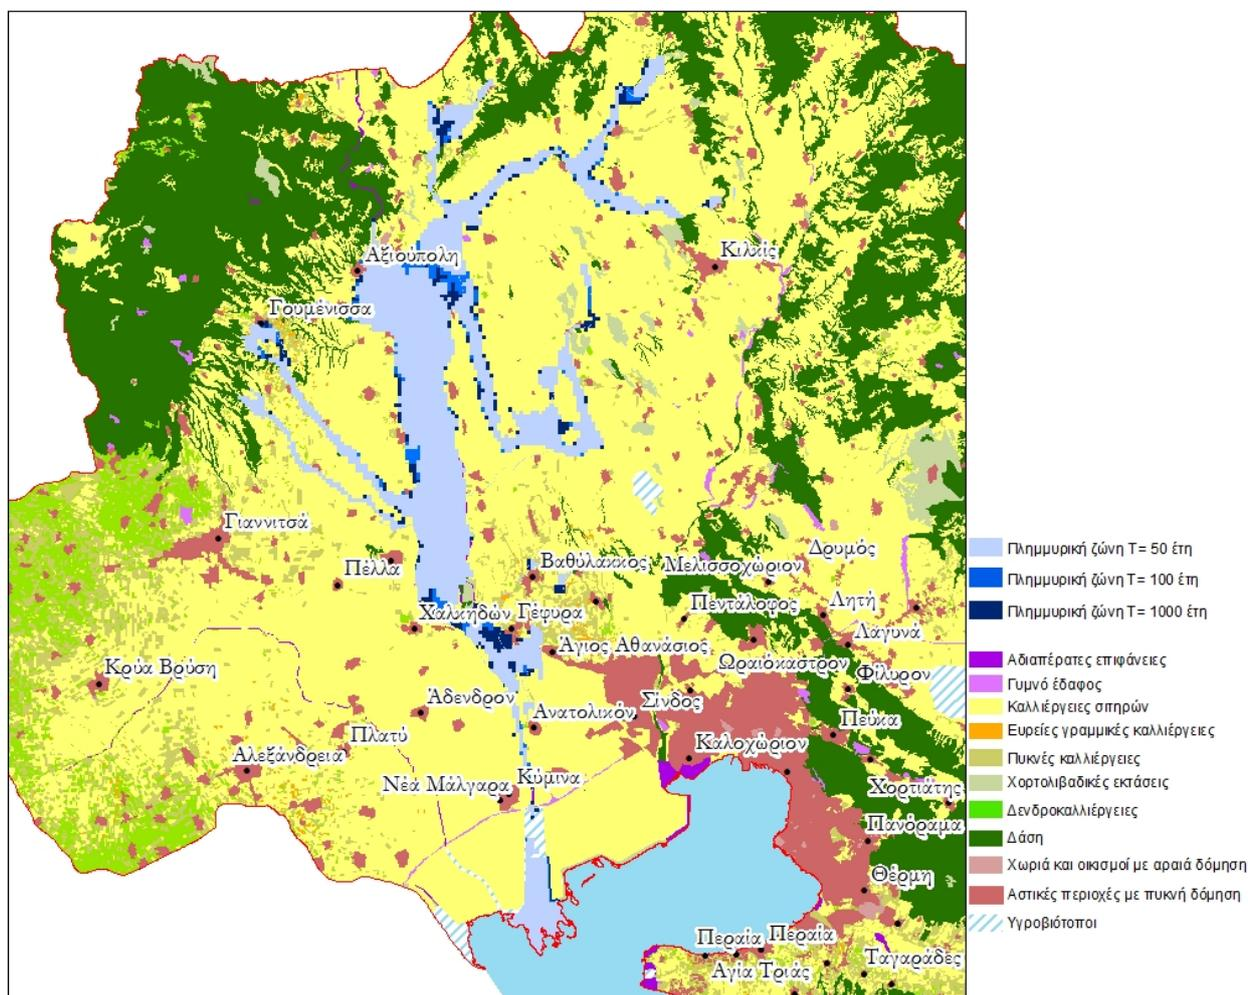 Αξιούπολη
Κιλκίς
Γουμένισσα
Γιαννιτσά
Πέλλα
Βαθύλακκος
Μελισσοχώριον
Δρυμός
Χαλκηδών
Γέφυρα
Πεντάλοφος
Λητή
Λαγυνά
Άγιος Αθανάσιος
Ωραιόκαστρον
Φίλυρον
Κρύα Βρύση
Άδενδρον
Σίνδος
Ανατολικόν
Πεύκα
Πλατύ
Καλοχώριον
Αλεξάνδρεια
Νέα Μάλγαρα
Κύμινα
Χορτιάτης
Πανόραμα
Θέρμη
Περαία
Περαία
Αγία Τριάς
Ταγαράδες
Πλημμυρική ζώνη Τ= 50 έτη
Πλημμυρική ζώνη Τ= 100 έτη
Πλημμυρική ζώνη Τ= 1000 έτη
Αδιαπέρατες επιφάνειες
Γυμνό έδαφος
Καλλιέργειες σιτηρών
Ευρείες γραμμικές καλλιέργειες
Πυκνές καλλιέργειες
Χορτολιβαδικές εκτάσεις
Δενδροκαλλιέργειες
Δάση
Χωριά και οικισμοί με αραιά δόμηση
Αστικές περιοχές με πυκνή δόμηση
Υγροβιότοποι